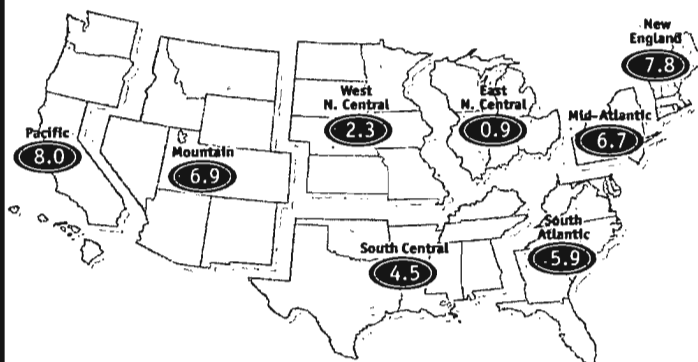 New
England
7.8
West
N. Central
2.3
East
N. Central
0.9
Mid-Atlantic
6.7
Pacific
8.0
Mountain
6.9
South
Atlantic
5.9
South Central
4.5